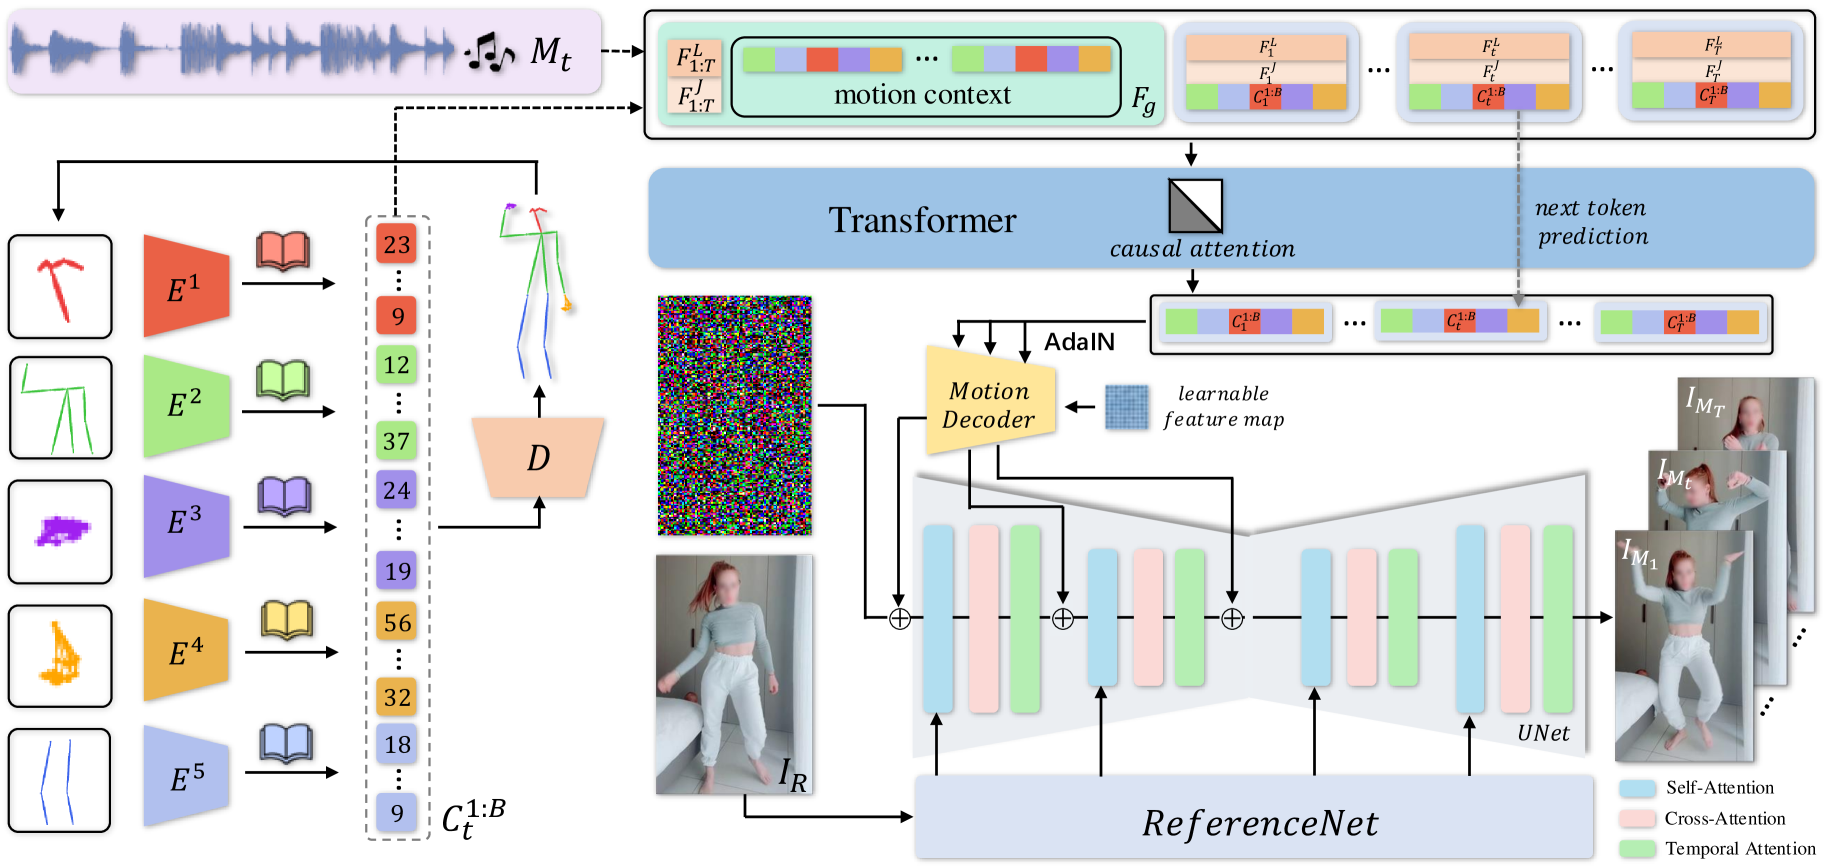 M_t
F^L_{1:T}
F^J_{1:T}
...
motion context
F_g
F^L_1
F^J_1
C^{1:B}_1
...
F^L_t
F^J_t
C^{1:B}_t
...
F^L_T
F^J_T
C^{1:B}_T
Transformer
causal attention
next token
prediction
E^1
E^2
E^3
E^4
E^5
23
9
12
37
24
19
56
32
18
9
C^{1:B}_t
D
C^{1:B}_1
...
C^{1:B}_t
...
C^{1:B}_T
AdaIN
Motion
Decoder
learnable
feature map
I_R
UNet
ReferenceNet
I_{M_T}
I_{M_t}
I_{M_1}
Self-Attention
Cross-Attention
Temporal Attention